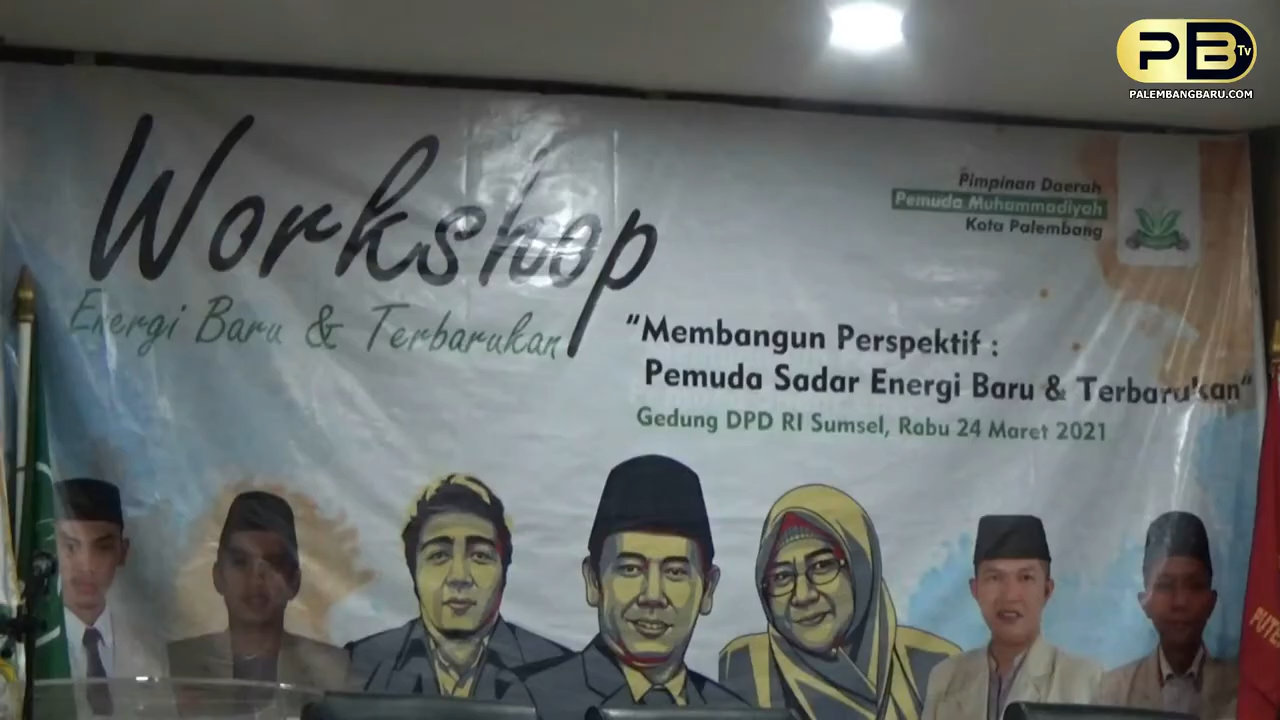 PB Tv
PALEMBANGBARU.COM
Workshop
Energi Baru & Terbarukan
Pimpinan Daerah
Pemuda Muhammadiyah
Kota Palembang
“Membangun Perspektif :
Pemuda Sadar Energi Baru & Terbarukan“
Gedung DPD RI Sumsel, Rabu 24 Maret 2021